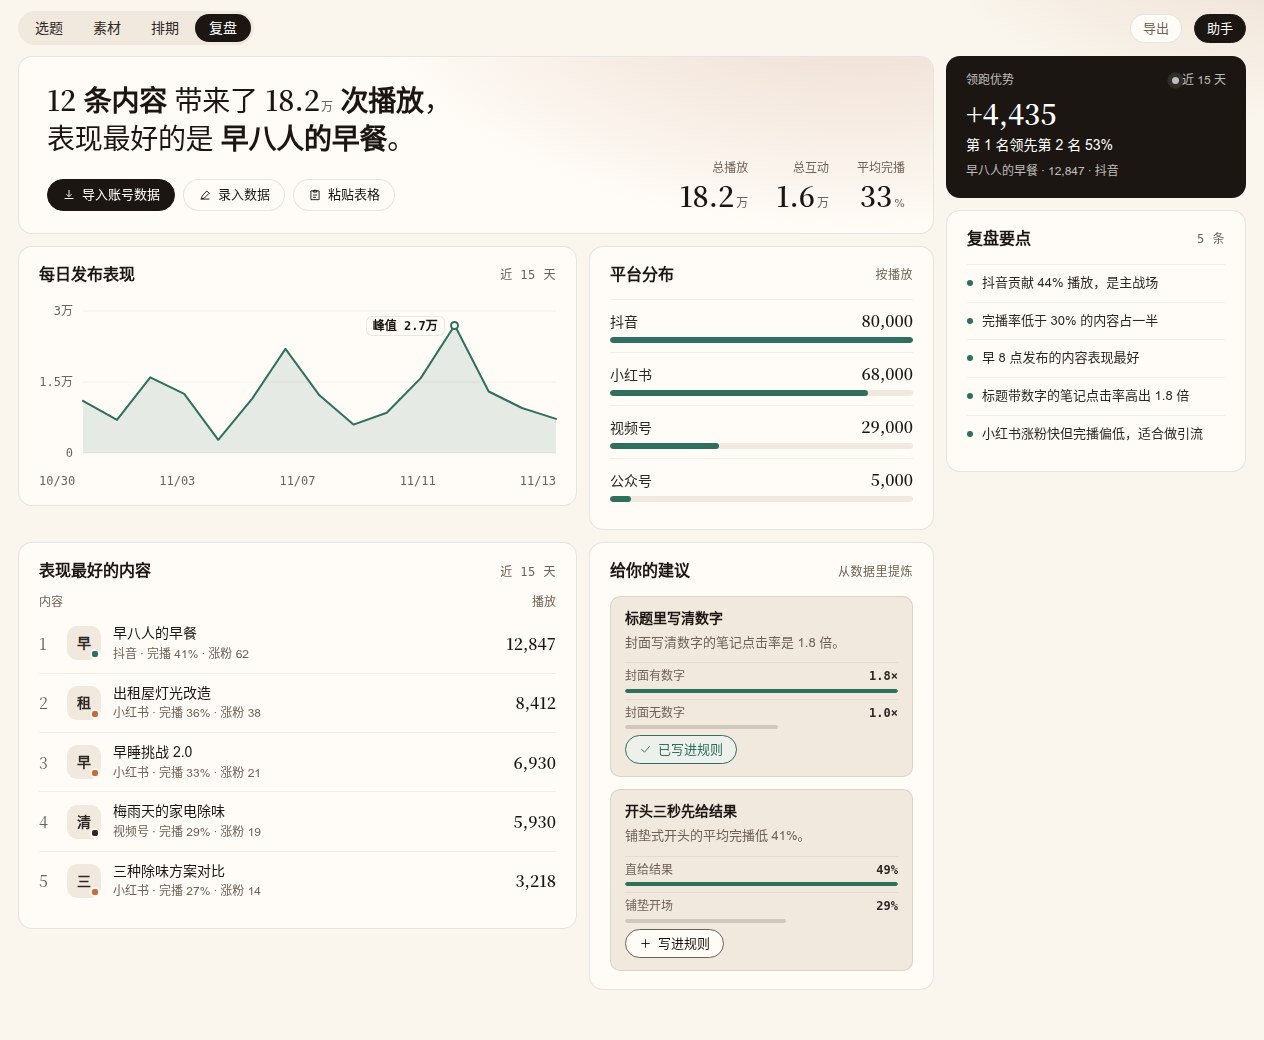 选题 素材 排期 复盘
导出 助手
12 条内容 带来了 18.2万 次播放，
表现最好的是 早八人的早餐。
导入账号数据 录入数据 粘贴表格
总播放 总互动 平均完播
18.2万 1.6万 33%
领跑优势 近 15 天
+4,435
第 1 名领先第 2 名 53%
早八人的早餐 · 12,847 · 抖音
复盘要点 5 条
抖音贡献 44% 播放，是主战场
完播率低于 30% 的内容占一半
早 8 点发布的内容表现最好
标题带数字的笔记点击率高出 1.8 倍
小红书涨粉快但完播偏低，适合做引流
每日发布表现 近 15 天
3万
峰值 2.7万
1.5万
0
10/30 11/03 11/07 11/11 11/13
平台分布 按播放
抖音 80,000
小红书 68,000
视频号 29,000
公众号 5,000
表现最好的内容 近 15 天
内容 播放
1 早 早八人的早餐 12,847
抖音 · 完播 41% · 涨粉 62
2 租 出租屋灯光改造 8,412
小红书 · 完播 36% · 涨粉 38
3 早 早睡挑战 2.0 6,930
小红书 · 完播 33% · 涨粉 21
4 清 梅雨天的家电除味 5,930
视频号 · 完播 29% · 涨粉 19
5 三 三种除味方案对比 3,218
小红书 · 完播 27% · 涨粉 14
给你的建议 从数据里提炼
标题里写清数字
封面写清数字的笔记点击率是 1.8 倍。
封面有数字 1.8×
封面无数字 1.0×
已写进规则
开头三秒先给结果
铺垫式开头的平均完播低 41%。
直给结果 49%
铺垫开场 29%
写进规则